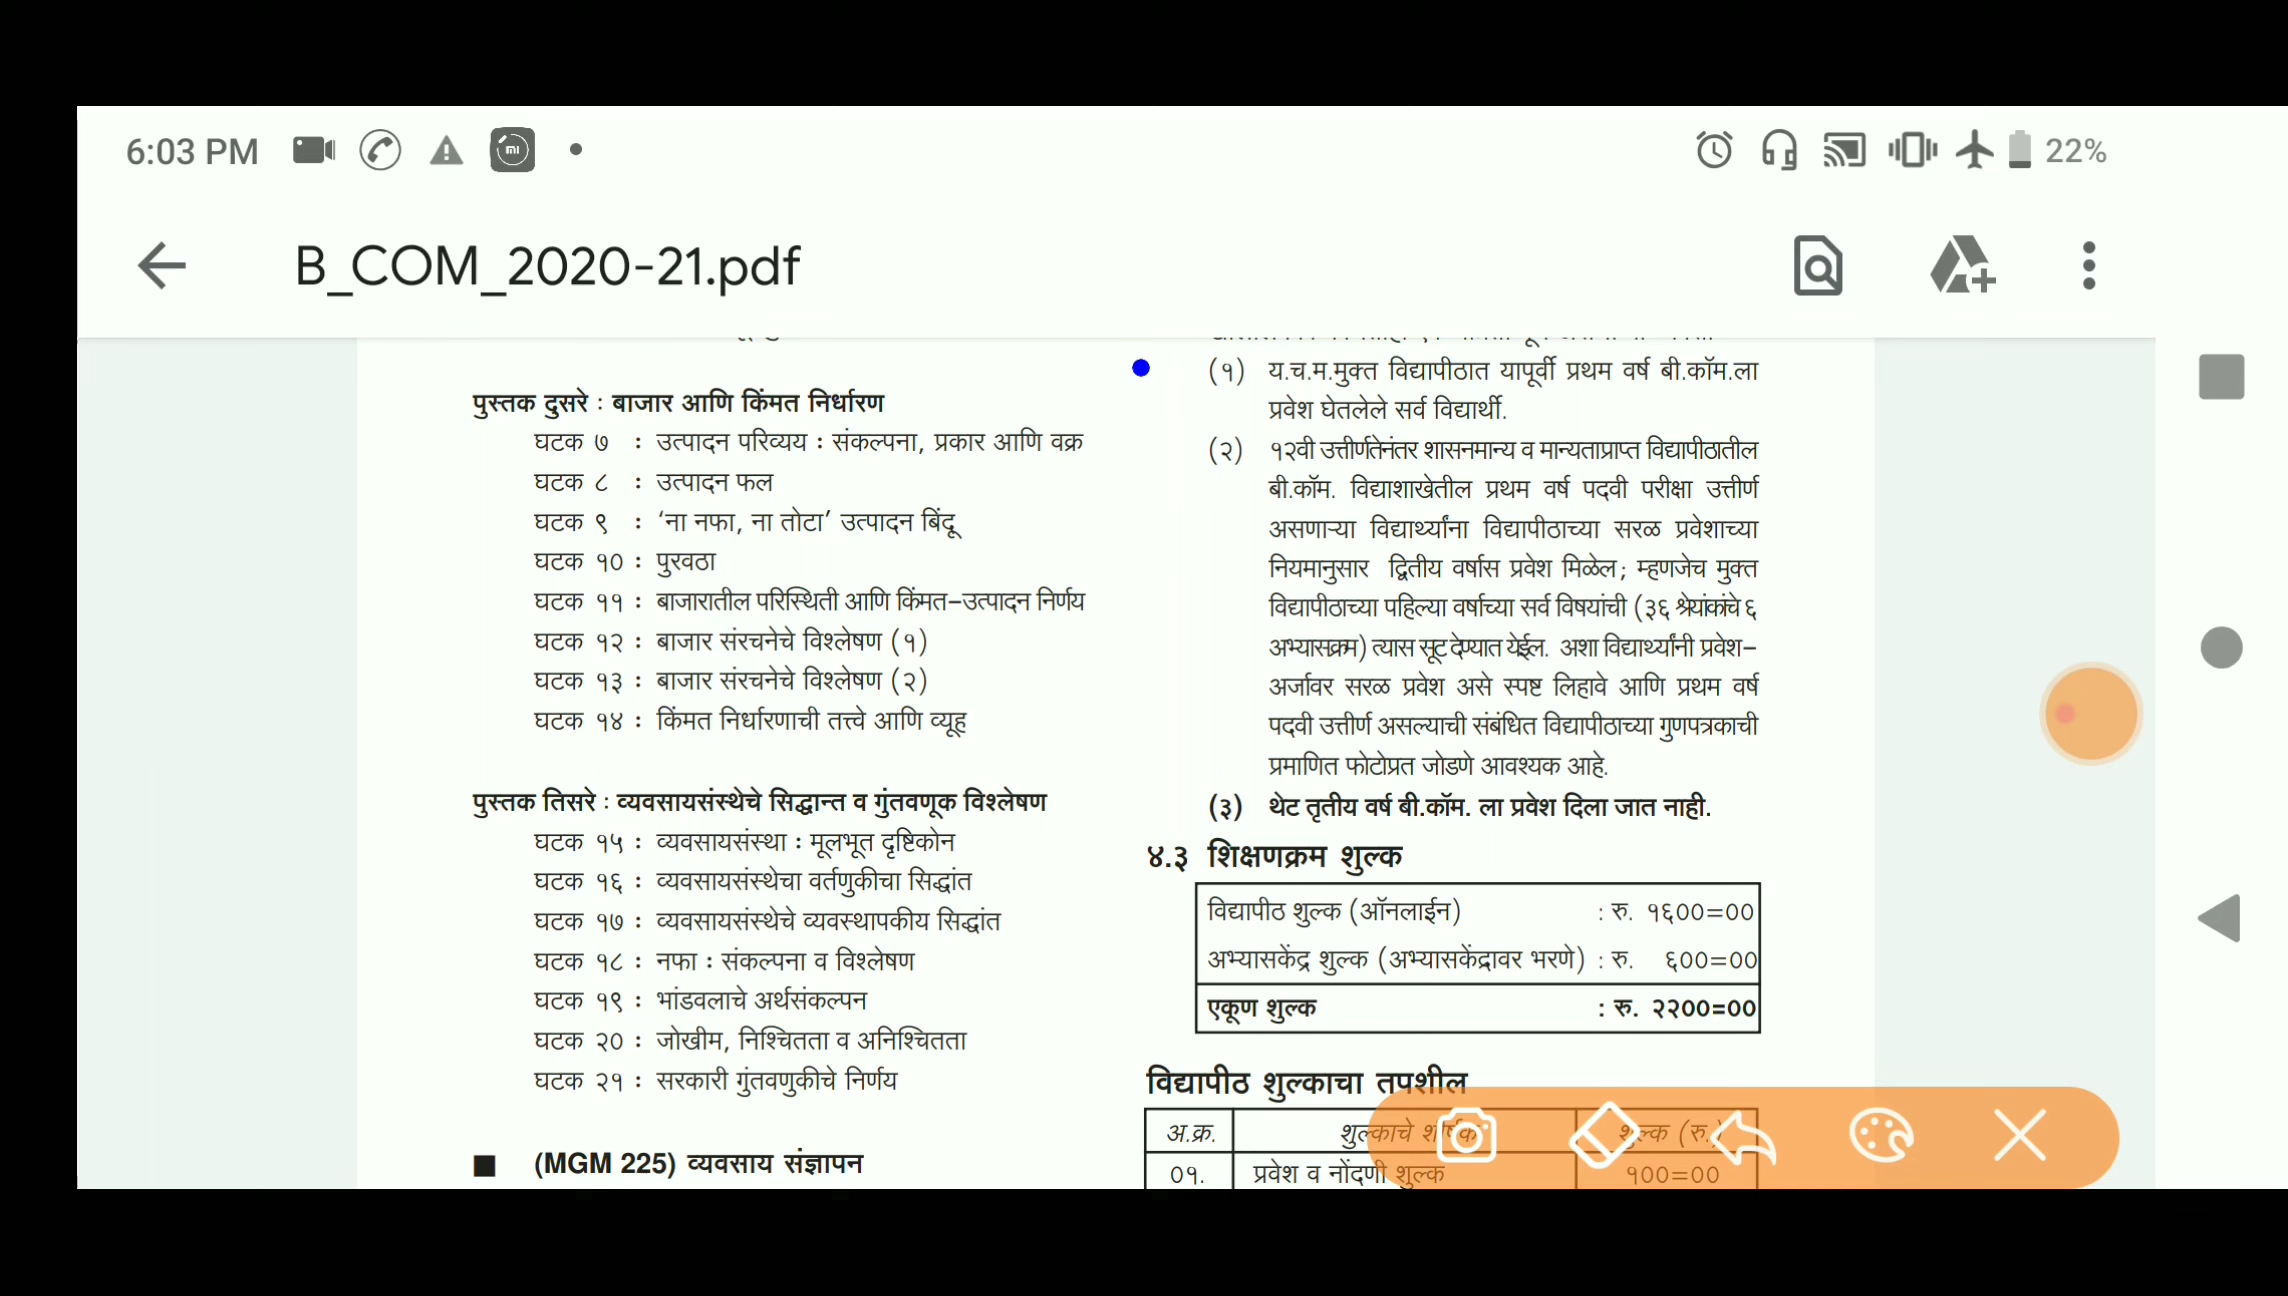 6:03 PM
22%
B_COM_2020-21.pdf
पुस्तक दुसरे : बाजार आणि किंमत निर्धारण
घटक ७ : उत्पादन परिव्यय : संकल्पना, प्रकार आणि वक्र
घटक ८ : उत्पादन फल
घटक ९ : ‘ना नफा, ना तोटा’ उत्पादन बिंदू
घटक १० : पुरवठा
घटक ११ : बाजारातील परिस्थिती आणि किंमत–उत्पादन निर्णय
घटक १२ : बाजार संरचनेचे विश्लेषण (१)
घटक १३ : बाजार संरचनेचे विश्लेषण (२)
घटक १४ : किंमत निर्धारणाची तत्त्वे आणि व्यूह
पुस्तक तिसरे : व्यवसायसंस्थेचे सिद्धान्त व गुंतवणूक विश्लेषण
घटक १५ : व्यवसायसंस्था : मूलभूत दृष्टिकोन
घटक १६ : व्यवसायसंस्थेचा वर्तणुकीचा सिद्धांत
घटक १७ : व्यवसायसंस्थेचे व्यवस्थापकीय सिद्धांत
घटक १८ : नफा : संकल्पना व विश्लेषण
घटक १९ : भांडवलाचे अर्थसंकल्पन
घटक २० : जोखीम, निश्चितता व अनिश्चितता
घटक २१ : सरकारी गुंतवणुकीचे निर्णय
■ (MGM 225) व्यवसाय संज्ञापन
(१) य.च.म.मुक्त विद्यापीठात यापूर्वी प्रथम वर्ष बी.कॉम.ला
प्रवेश घेतलेले सर्व विद्यार्थी.
(२) १२वी उत्तीर्णतेनंतर शासनमान्य व मान्यताप्राप्त विद्यापीठातील
बी.कॉम. विद्याशाखेतील प्रथम वर्ष पदवी परीक्षा उत्तीर्ण
असणाऱ्या विद्यार्थ्यांना विद्यापीठाच्या सरळ प्रवेशाच्या
नियमानुसार द्वितीय वर्षास प्रवेश मिळेल; म्हणजेच मुक्त
विद्यापीठाच्या पहिल्या वर्षाच्या सर्व विषयांची (३६ श्रेयांकांचे ६
अभ्यासक्रम) त्यास सूट देण्यात येईल. अशा विद्यार्थ्यांनी प्रवेश–
अर्जावर सरळ प्रवेश असे स्पष्ट लिहावे आणि प्रथम वर्ष
पदवी उत्तीर्ण असल्याची संबंधित विद्यापीठाच्या गुणपत्रकाची
प्रमाणित फोटोप्रत जोडणे आवश्यक आहे.
(३) थेट तृतीय वर्ष बी.कॉम. ला प्रवेश दिला जात नाही.
४.३ शिक्षणक्रम शुल्क
विद्यापीठ शुल्क (ऑनलाईन) : रु. १६००=००
अभ्यासकेंद्र शुल्क (अभ्यासकेंद्रावर भरणे) : रु. ६००=००
एकूण शुल्क : रु. २२००=००
विद्यापीठ शुल्काचा तपशील
अ.क्र. शुल्काचे शीर्षक शुल्क (रु.)
०१. प्रवेश व नोंदणी शुल्क १००=००